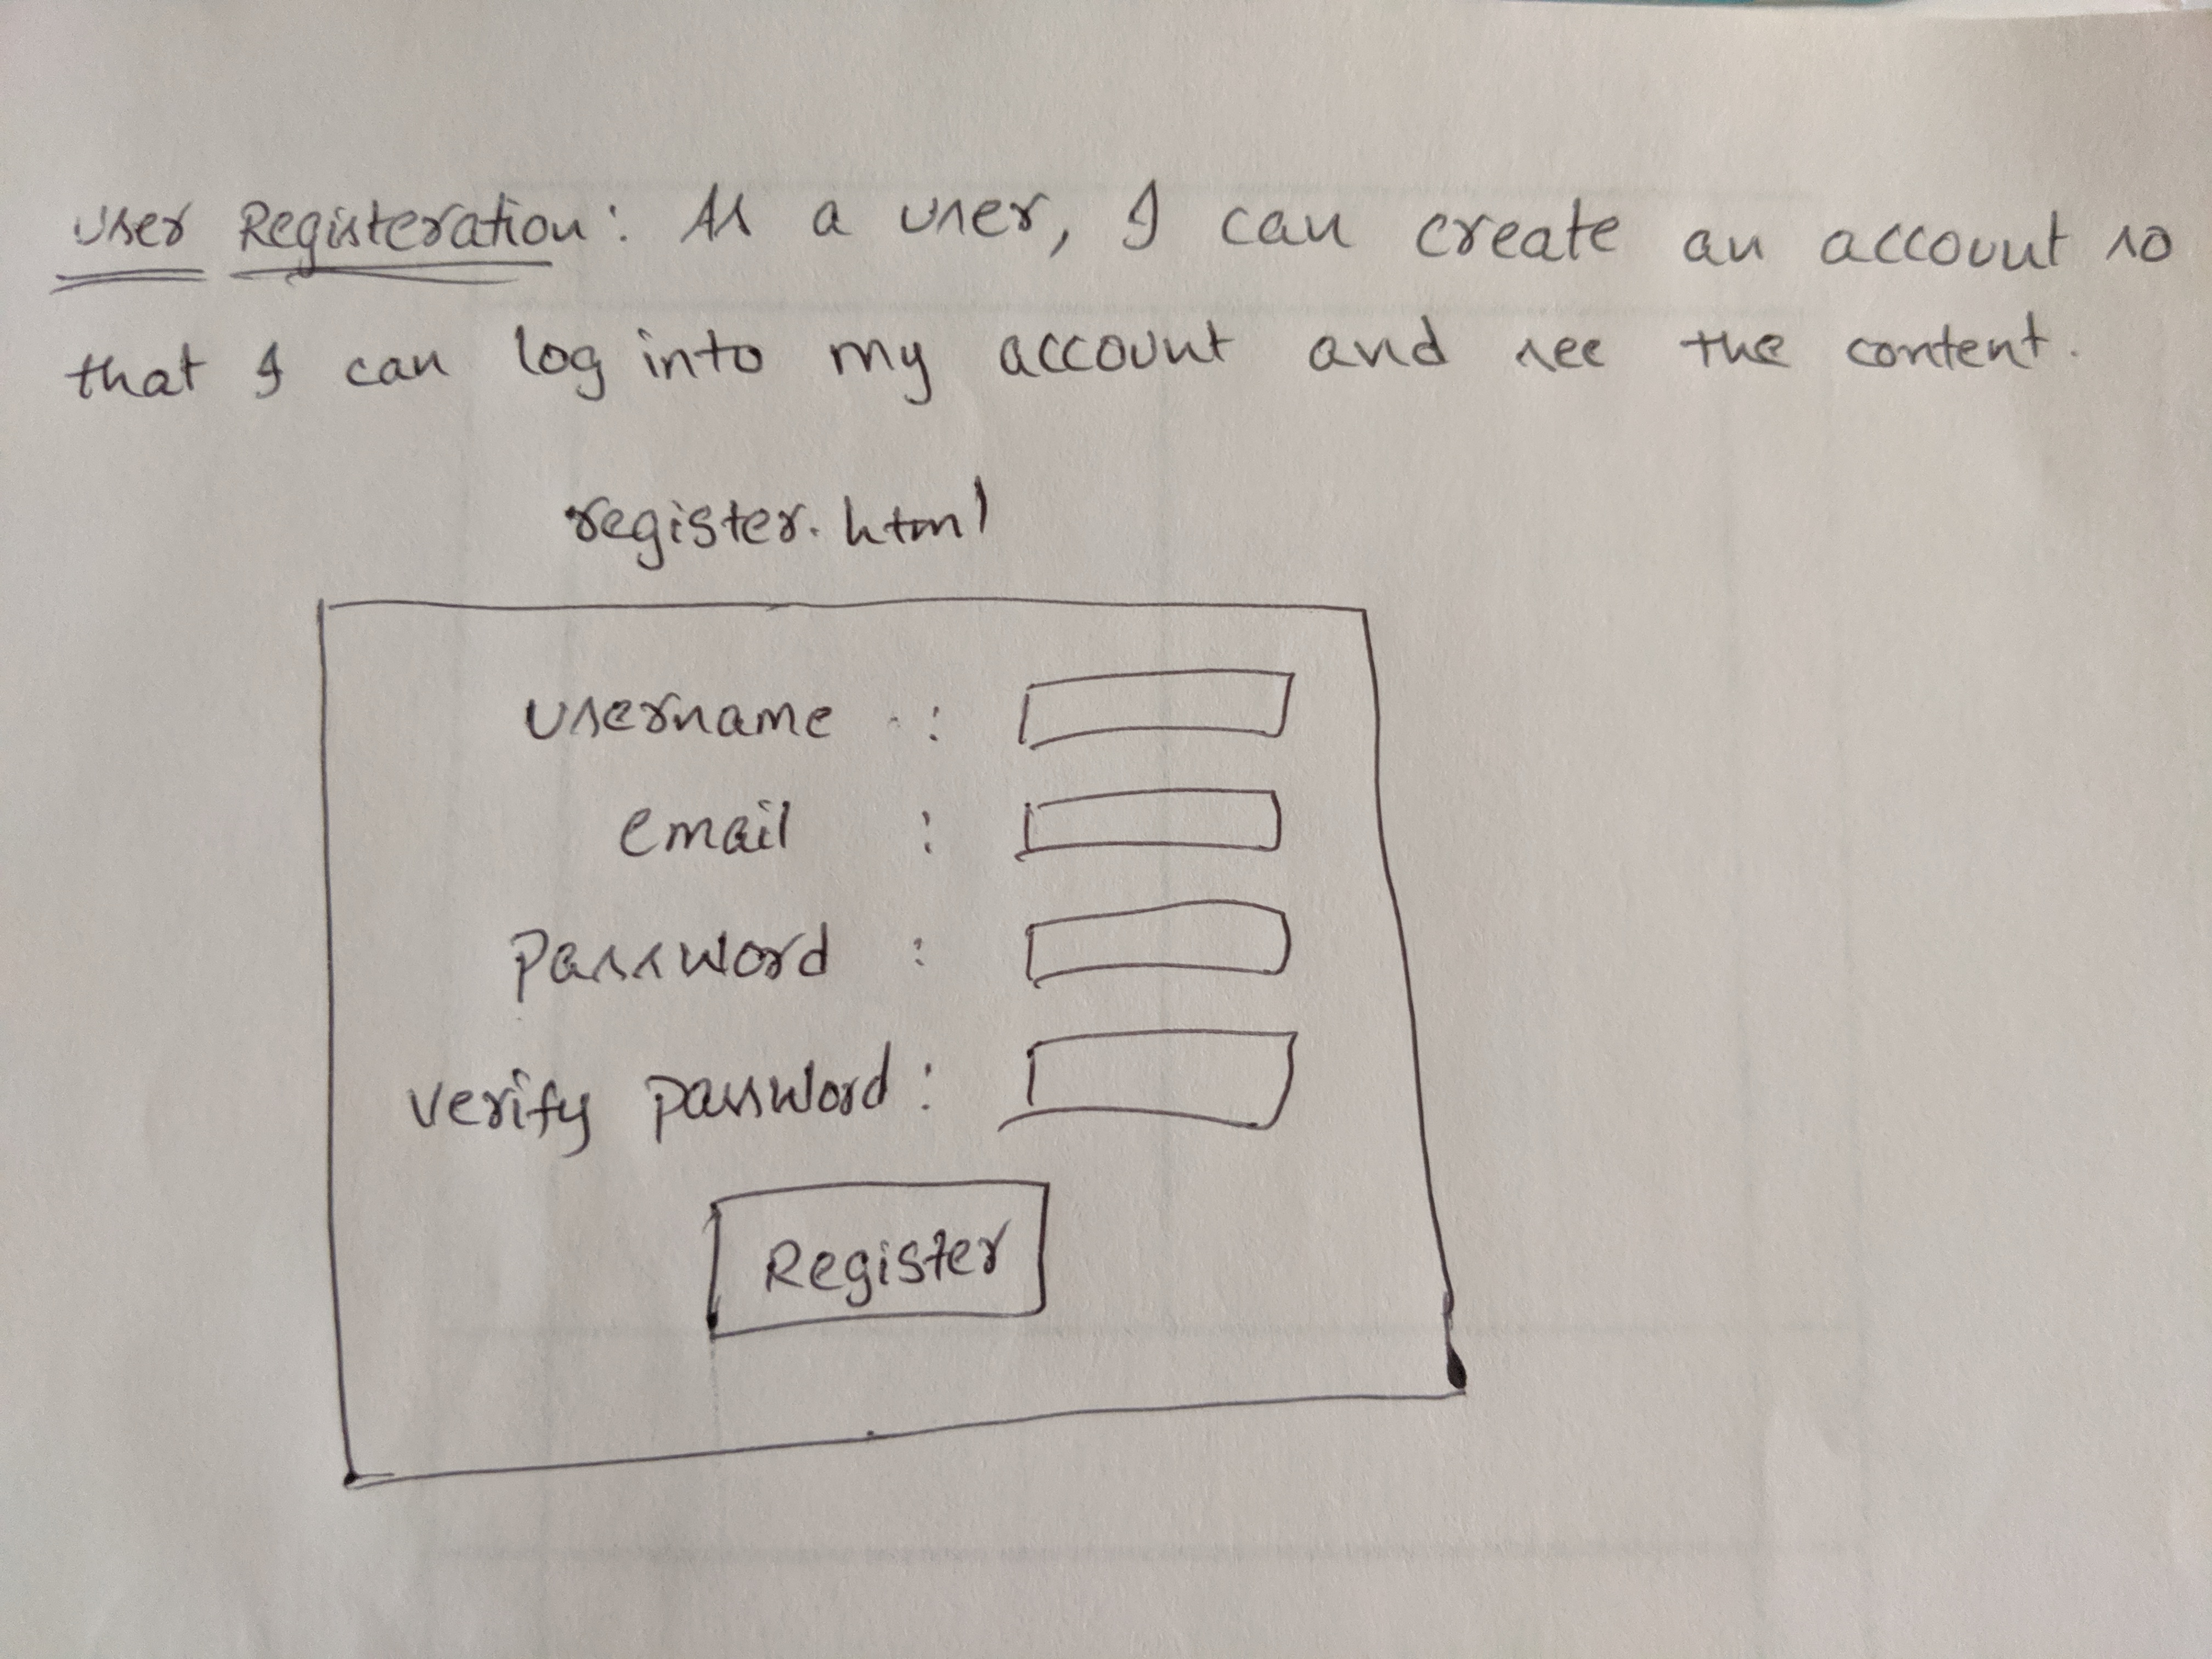 User Registeration: As a user, I can create an account so
that I can log into my account and see the content.
register.html
username :
email :
password :
verify password :
Register